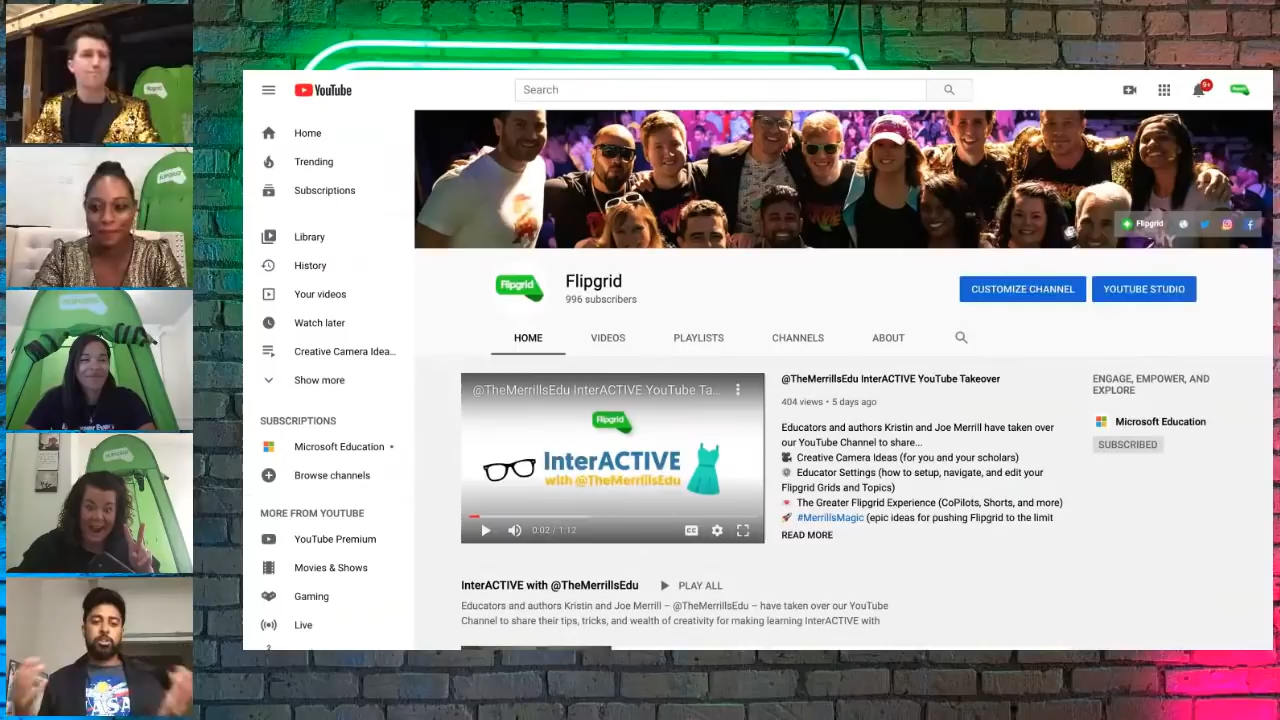 YouTube
Search
9+
Home
Trending
Subscriptions
Library
History
Your videos
Watch later
Creative Camera Idea...
Show more
SUBSCRIPTIONS
Microsoft Education
Browse channels
MORE FROM YOUTUBE
YouTube Premium
Movies & Shows
Gaming
Live
Flipgrid
Flipgrid
Flipgrid
996 subscribers
CUSTOMIZE CHANNEL
YOUTUBE STUDIO
HOME
VIDEOS
PLAYLISTS
CHANNELS
ABOUT
@TheMerrillsEdu InterACTIVE YouTube Ta...
Flipgrid
InterACTIVE
with @TheMerrillsEdu
0:02 / 1:12
CC
@TheMerrillsEdu InterACTIVE YouTube Takeover
404 views • 5 days ago
Educators and authors Kristin and Joe Merrill have taken over
our YouTube Channel to share...
Creative Camera Ideas (for you and your scholars)
Educator Settings (how to setup, navigate, and edit your
Flipgrid Grids and Topics)
The Greater Flipgrid Experience (CoPilots, Shorts, and more)
#MerrillsMagic (epic ideas for pushing Flipgrid to the limit
READ MORE
ENGAGE, EMPOWER, AND
EXPLORE
Microsoft Education
SUBSCRIBED
InterACTIVE with @TheMerrillsEdu
PLAY ALL
Educators and authors Kristin and Joe Merrill – @TheMerrillsEdu – have taken over our YouTube
Channel to share their tips, tricks, and wealth of creativity for making learning InterACTIVE with